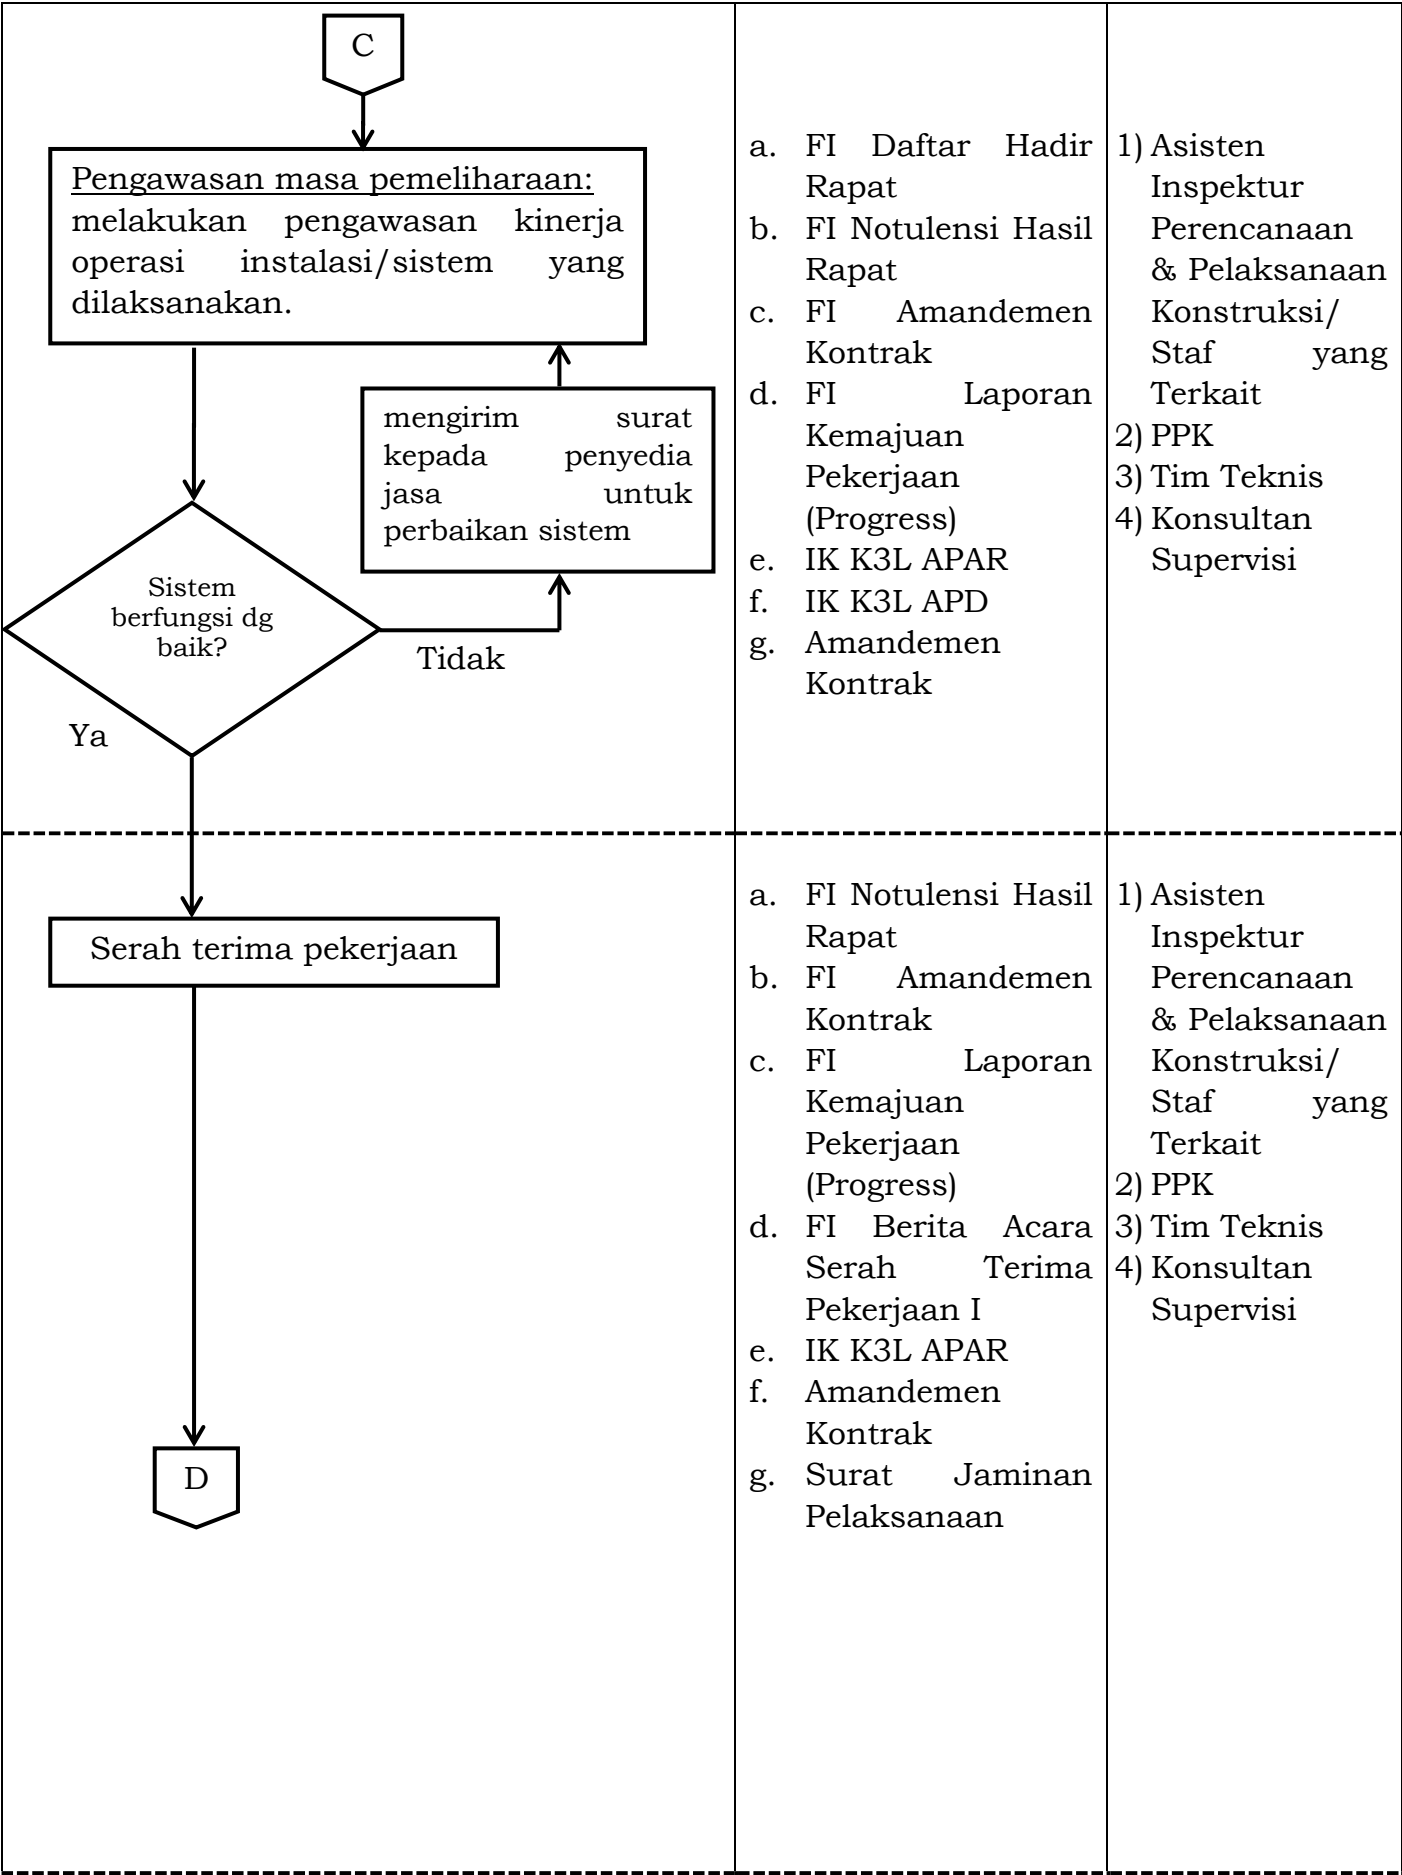 C
Pengawasan masa pemeliharaan:
melakukan pengawasan kinerja
operasi instalasi/sistem yang
dilaksanakan.
mengirim surat
kepada penyedia
jasa untuk
perbaikan sistem
Sistem
berfungsi dg
baik?
Tidak
Ya
a. FI Daftar Hadir
Rapat
b. FI Notulensi Hasil
Rapat
c. FI Amandemen
Kontrak
d. FI Laporan
Kemajuan
Pekerjaan
(Progress)
e. IK K3L APAR
f. IK K3L APD
g. Amandemen
Kontrak
1) Asisten
Inspektur
Perencanaan
& Pelaksanaan
Konstruksi/
Staf yang
Terkait
2) PPK
3) Tim Teknis
4) Konsultan
Supervisi
Serah terima pekerjaan
D
a. FI Notulensi Hasil
Rapat
b. FI Amandemen
Kontrak
c. FI Laporan
Kemajuan
Pekerjaan
(Progress)
d. FI Berita Acara
Serah Terima
Pekerjaan I
e. IK K3L APAR
f. Amandemen
Kontrak
g. Surat Jaminan
Pelaksanaan
1) Asisten
Inspektur
Perencanaan
& Pelaksanaan
Konstruksi/
Staf yang
Terkait
2) PPK
3) Tim Teknis
4) Konsultan
Supervisi